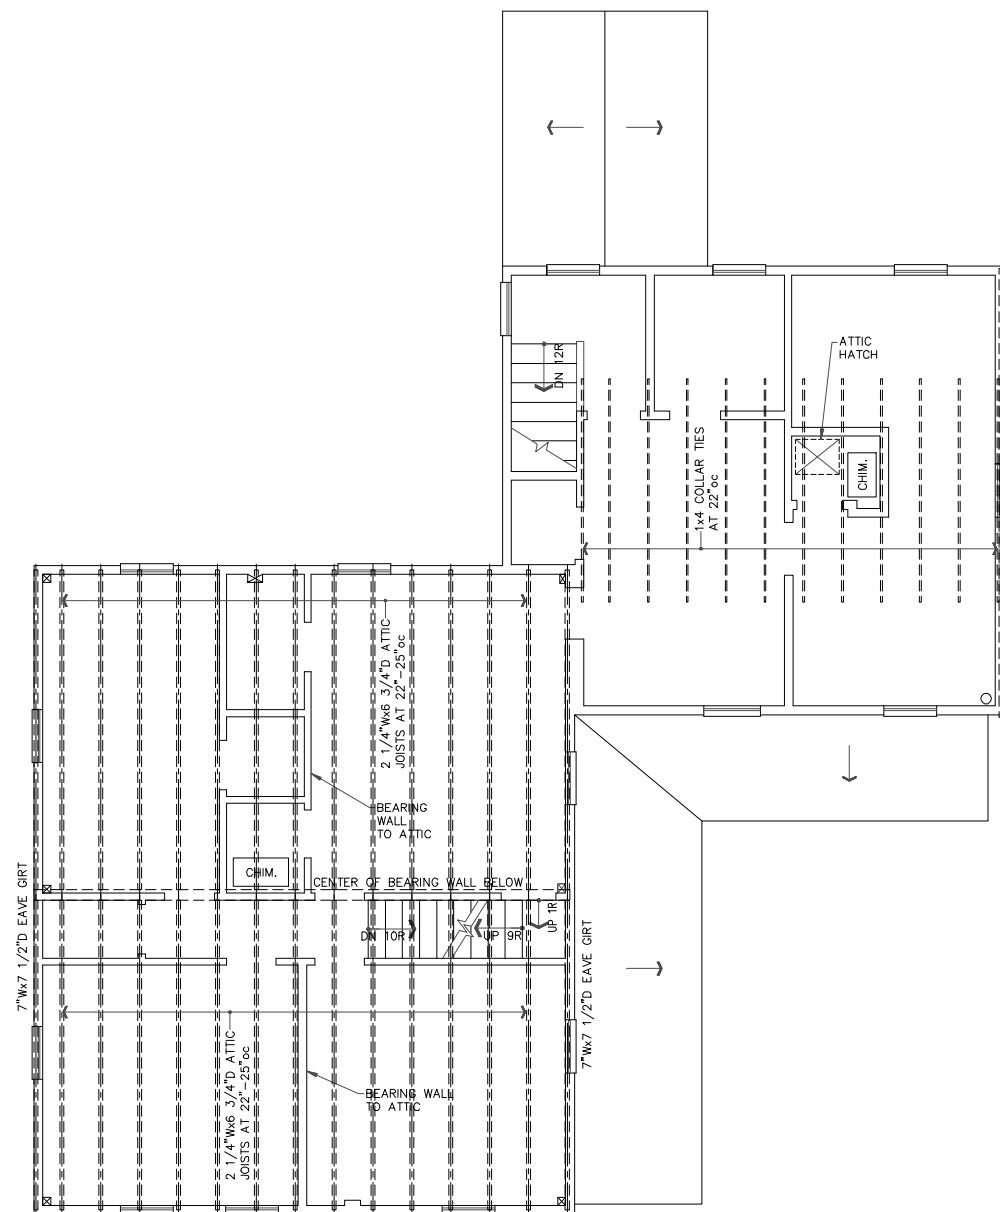 DN 12R
ATTIC
HATCH
CHIM.
1x4 COLLAR TIES
AT 22"oc
2 1/4"Wx6 3/4"D ATTIC
JOISTS AT 22"-25"oc
BEARING
WALL
TO ATTIC
CHIM.
CENTER OF BEARING WALL BELOW
7"Wx7 1/2"D EAVE GIRT
DN 10R
UP 9R
UP 1R
7"Wx7 1/2"D EAVE GIRT
2 1/4"Wx6 3/4"D ATTIC
JOISTS AT 22"-25"oc
BEARING WALL
TO ATTIC